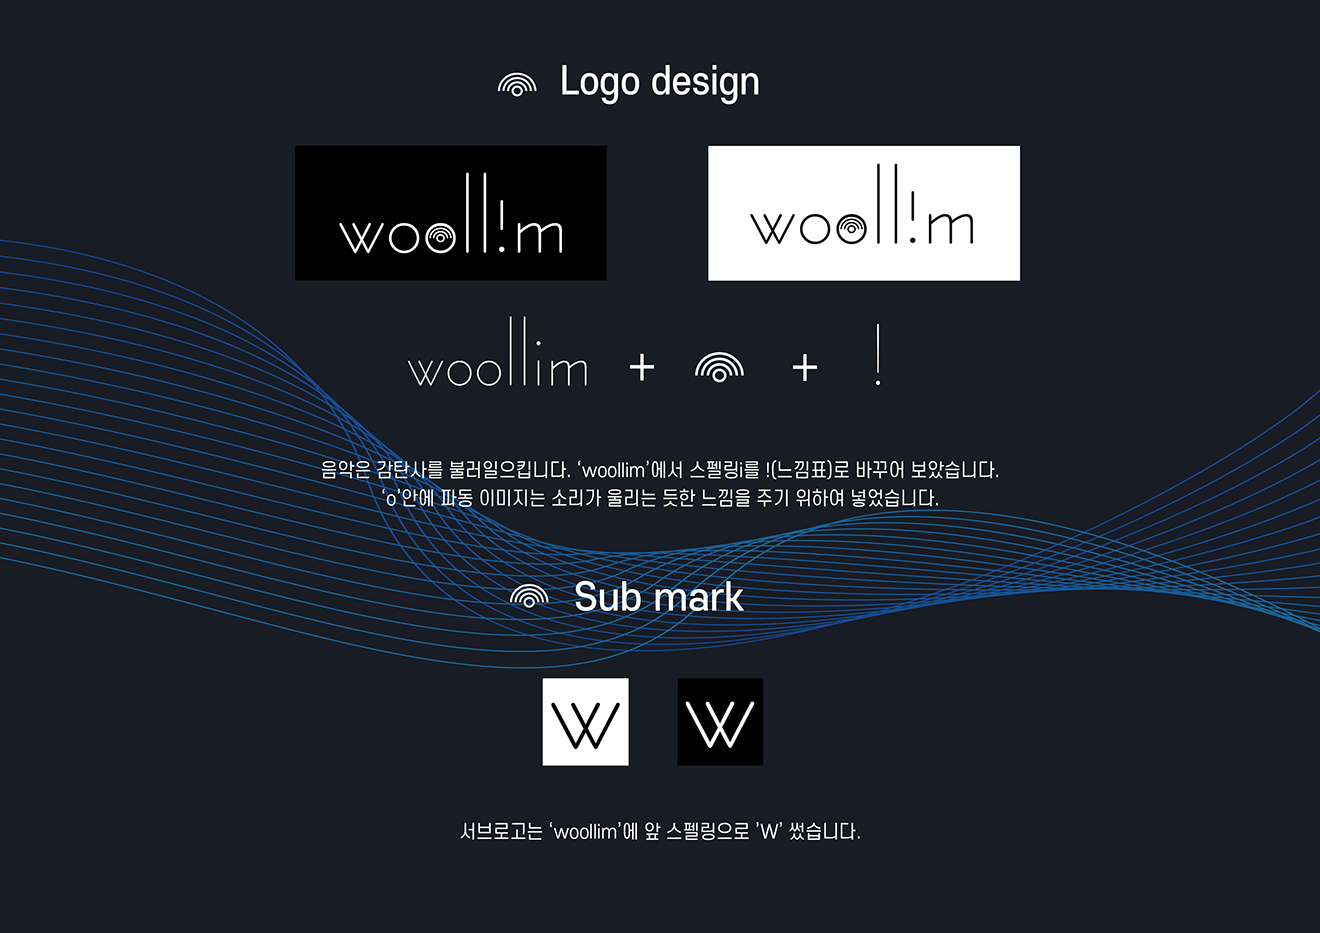 Logo design
wooll!m
wooll!m
woollim + + !
음악은 감탄사를 불러일으킵니다. ‘woollim’에서 스펠링i를 !(느낌표)로 바꾸어 보았습니다.
‘o’안에 파동 이미지는 소리가 울리는 듯한 느낌을 주기 위하여 넣었습니다.
Sub mark
W
W
서브로고는 ‘woollim’에 앞 스펠링으로 ’W’ 썼습니다.